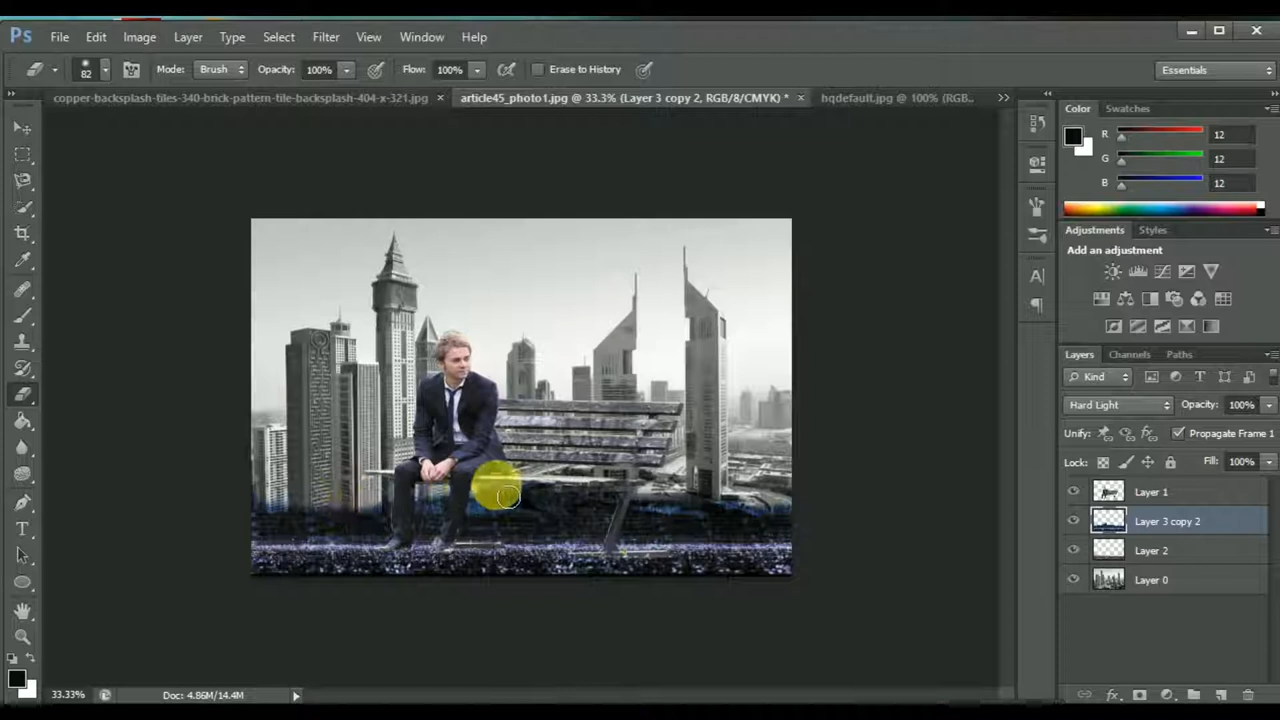 Ps File Edit Image Layer Type Select Filter View Window Help
82 Mode: Brush Opacity: 100% Flow: 100% Erase to History Essentials
copper-backsplash-tiles-340-brick-pattern-tile-backsplash-404-x-321.jpg × article45_photo1.jpg @ 33.3% (Layer 3 copy 2, RGB/8/CMYK) * × hqdefault.jpg @ 100% (RGB..
Color Swatches
R 12
G 12
B 12
Adjustments Styles
Add an adjustment
Layers Channels Paths
Kind
Hard Light Opacity: 100%
Unify: Propagate Frame 1
Lock: Fill: 100%
Layer 1
Layer 3 copy 2
Layer 2
Layer 0
33.33% Doc: 4.86M/14.4M